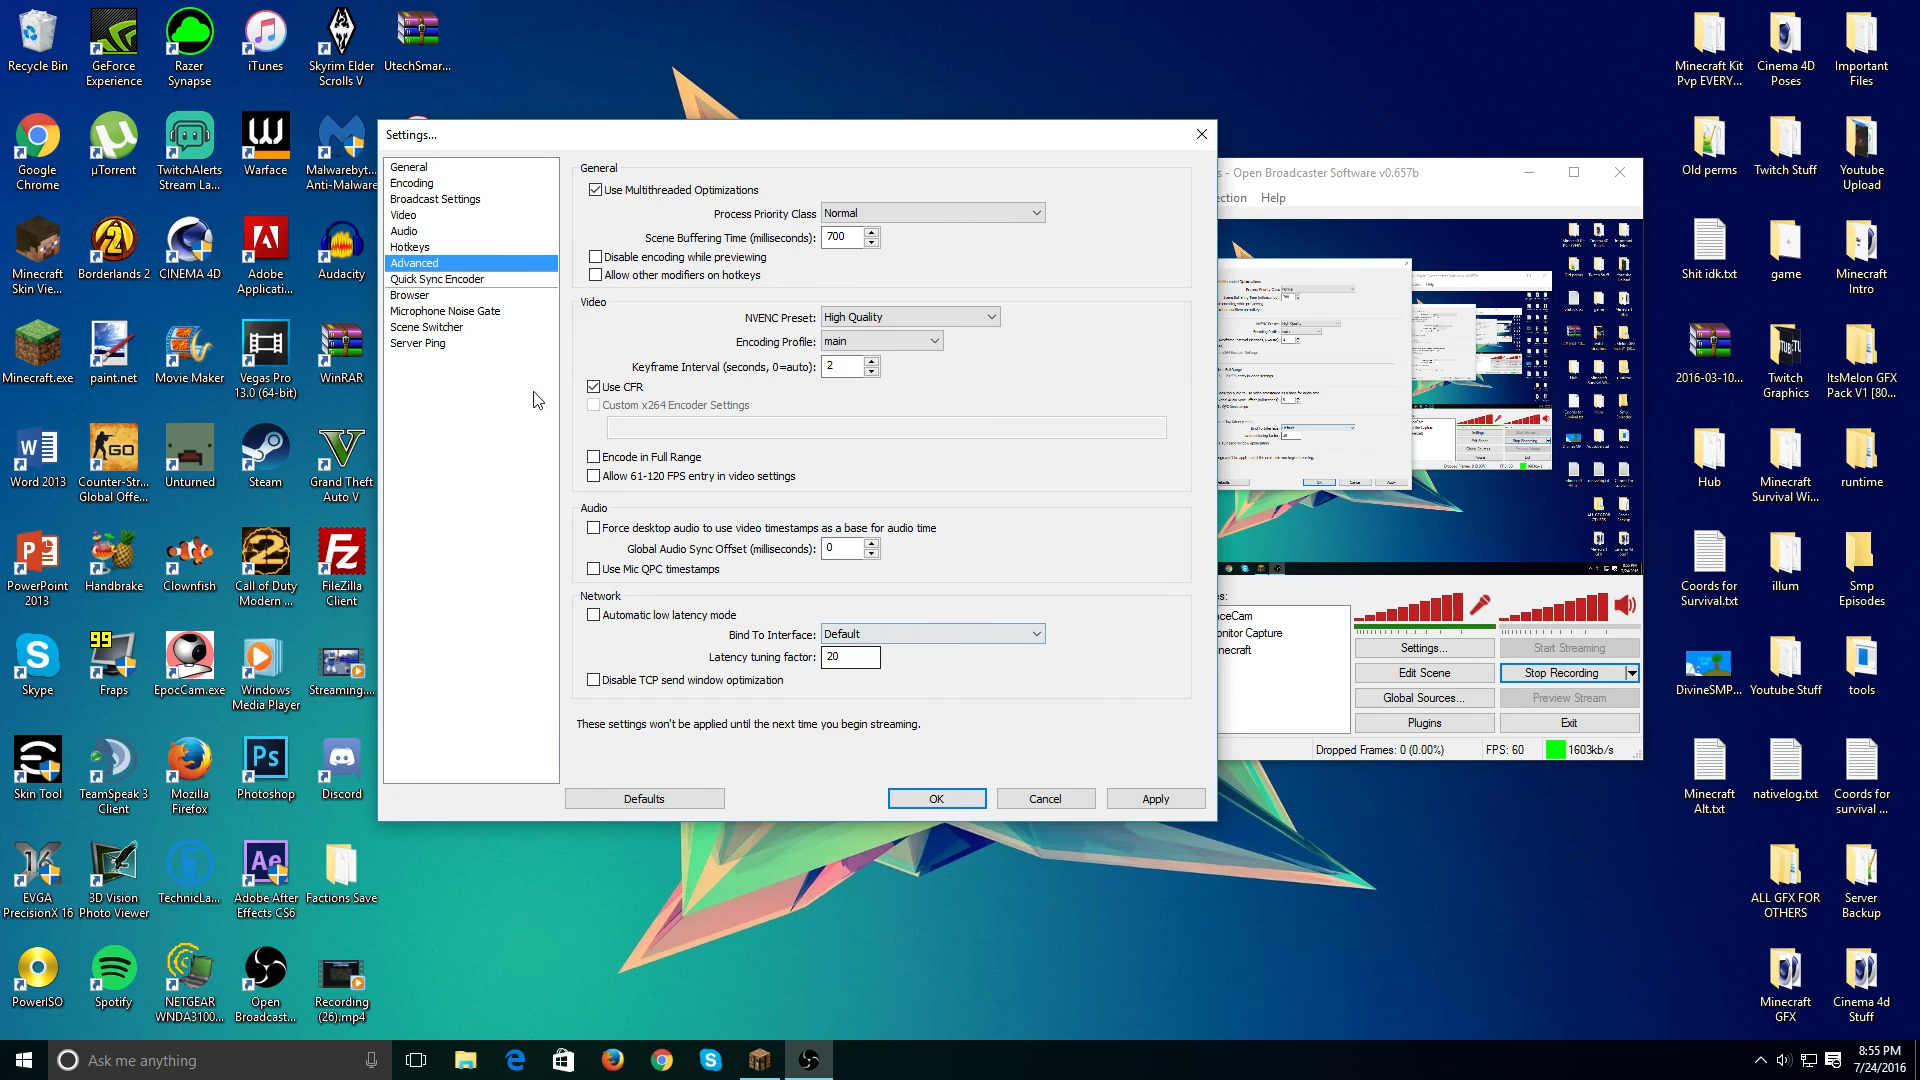 Recycle Bin
GeForce
Experience
Razer
Synapse
iTunes
Skyrim Elder
Scrolls V
UtechSmar...
Google
Chrome
µTorrent
TwitchAlerts
Stream La...
Warface
Malwarebyt...
Anti-Malware
Minecraft
Skin Vie...
Borderlands 2
CINEMA 4D
Adobe
Applicati...
Audacity
Minecraft.exe
paint.net
Movie Maker
Vegas Pro
13.0 (64-bit)
WinRAR
Word 2013
Counter-Str...
Global Offe...
Unturned
Steam
Grand Theft
Auto V
PowerPoint
2013
Handbrake
Clownfish
Call of Duty
Modern ...
FileZilla
Client
Skype
99
Fraps
EpocCam.exe
Windows
Media Player
Streaming....
Skin Tool
TeamSpeak 3
Client
Mozilla
Firefox
Ps
Photoshop
Discord
EVGA
PrecisionX 16
3D Vision
Photo Viewer
TechnicLa...
Ae
Adobe After
Effects CS6
Factions Save
PowerISO
Spotify
NETGEAR
WNDA3100...
Open
Broadcast...
Recording
(26).mp4
Settings...
General
Encoding
Broadcast Settings
Video
Audio
Hotkeys
Advanced
Quick Sync Encoder
Browser
Microphone Noise Gate
Scene Switcher
Server Ping
General
Use Multithreaded Optimizations
Process Priority Class Normal
Scene Buffering Time (milliseconds): 700
Disable encoding while previewing
Allow other modifiers on hotkeys
Video
NVENC Preset: High Quality
Encoding Profile: main
Keyframe Interval (seconds, 0=auto): 2
Use CFR
Custom x264 Encoder Settings
Encode in Full Range
Allow 61-120 FPS entry in video settings
Audio
Force desktop audio to use video timestamps as a base for audio time
Global Audio Sync Offset (milliseconds): 0
Use Mic QPC timestamps
Network
Automatic low latency mode
Bind To Interface: Default
Latency tuning factor: 20
Disable TCP send window optimization
These settings won't be applied until the next time you begin streaming.
Defaults
OK
Cancel
Apply
s - Open Broadcaster Software v0.657b
ection Help
es:
aceCam
onitor Capture
necraft
Settings...
Start Streaming
Edit Scene
Stop Recording
Global Sources...
Preview Stream
Plugins
Exit
Dropped Frames: 0 (0.00%)
FPS: 60
1603kb/s
Minecraft Kit
Pvp EVERY...
Cinema 4D
Poses
Important
Files
Old perms
Twitch Stuff
Youtube
Upload
Shit idk.txt
game
Minecraft
Intro
2016-03-10...
Twitch
Graphics
ItsMelon GFX
Pack V1 [80...
Hub
Minecraft
Survival Wi...
runtime
Coords for
Survival.txt
illum
Smp
Episodes
DivineSMP...
Youtube Stuff
tools
Minecraft
Alt.txt
nativelog.txt
Coords for
survival ...
ALL GFX FOR
OTHERS
Server
Backup
Minecraft
GFX
Cinema 4d
Stuff
Ask me anything
8:55 PM
7/24/2016